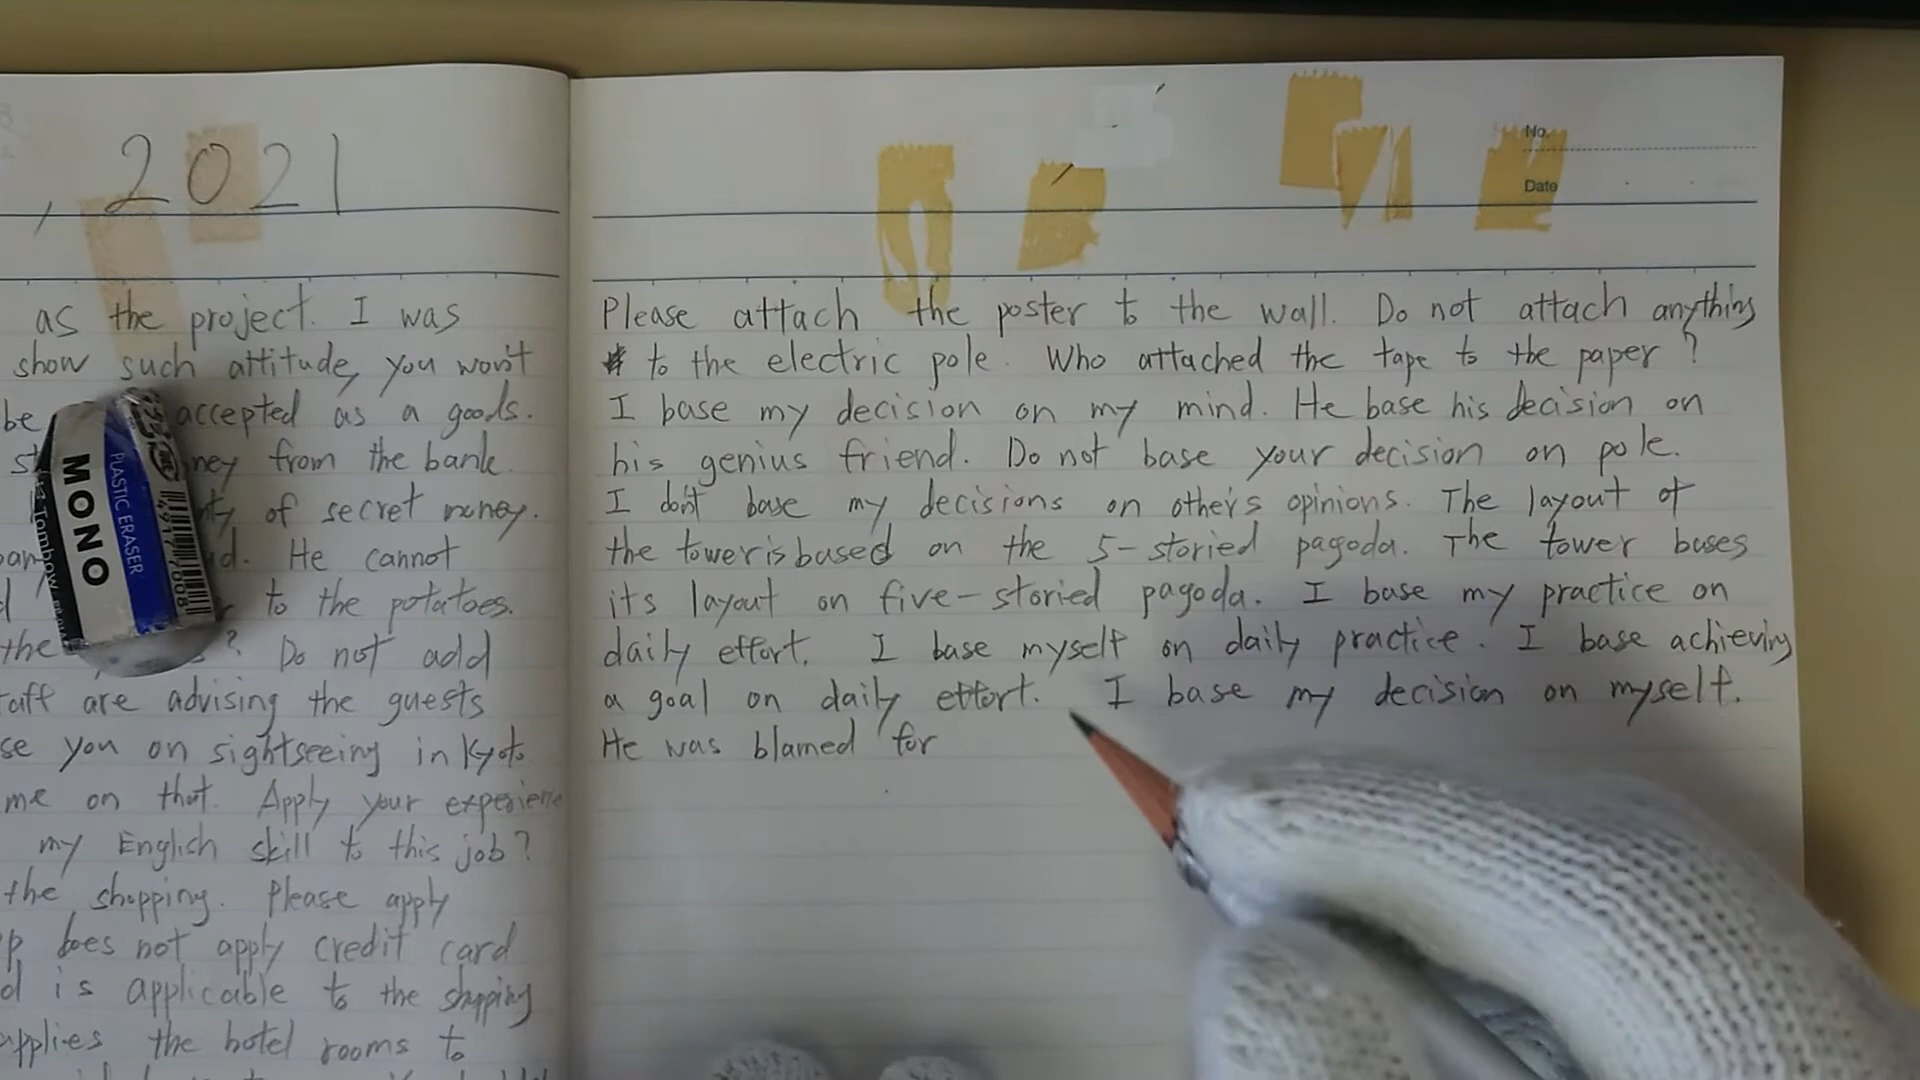 , 2021
as the project. I was
show such attitude, you won't
be accepted as a goods.
ney from the bank.
of secret money.
d. He cannot
to the potatoes.
the ? Do not add
aff are advising the guests
se you on sightseeing in Kyoto
me on that. Apply your experience
my English skill to this job?
the shopping. Please apply
p does not apply credit card
d is applicable to the shopping
applies the hotel rooms to
MONO
PLASTIC ERASER
Tombow
No.
Date
Please attach the poster to the wall. Do not attach anything
to the electric pole. Who attached the tape to the paper?
I base my decision on my mind. He base his decision on
his genius friend. Do not base your decision on pole.
I don't base my decisions on other's opinions. The layout of
the tower is based on the 5-storied pagoda. The tower bases
its layout on five-storied pagoda. I base my practice on
daily effort. I base myself on daily practice. I base achieving
a goal on daily effort. I base my decision on myself.
He was blamed for